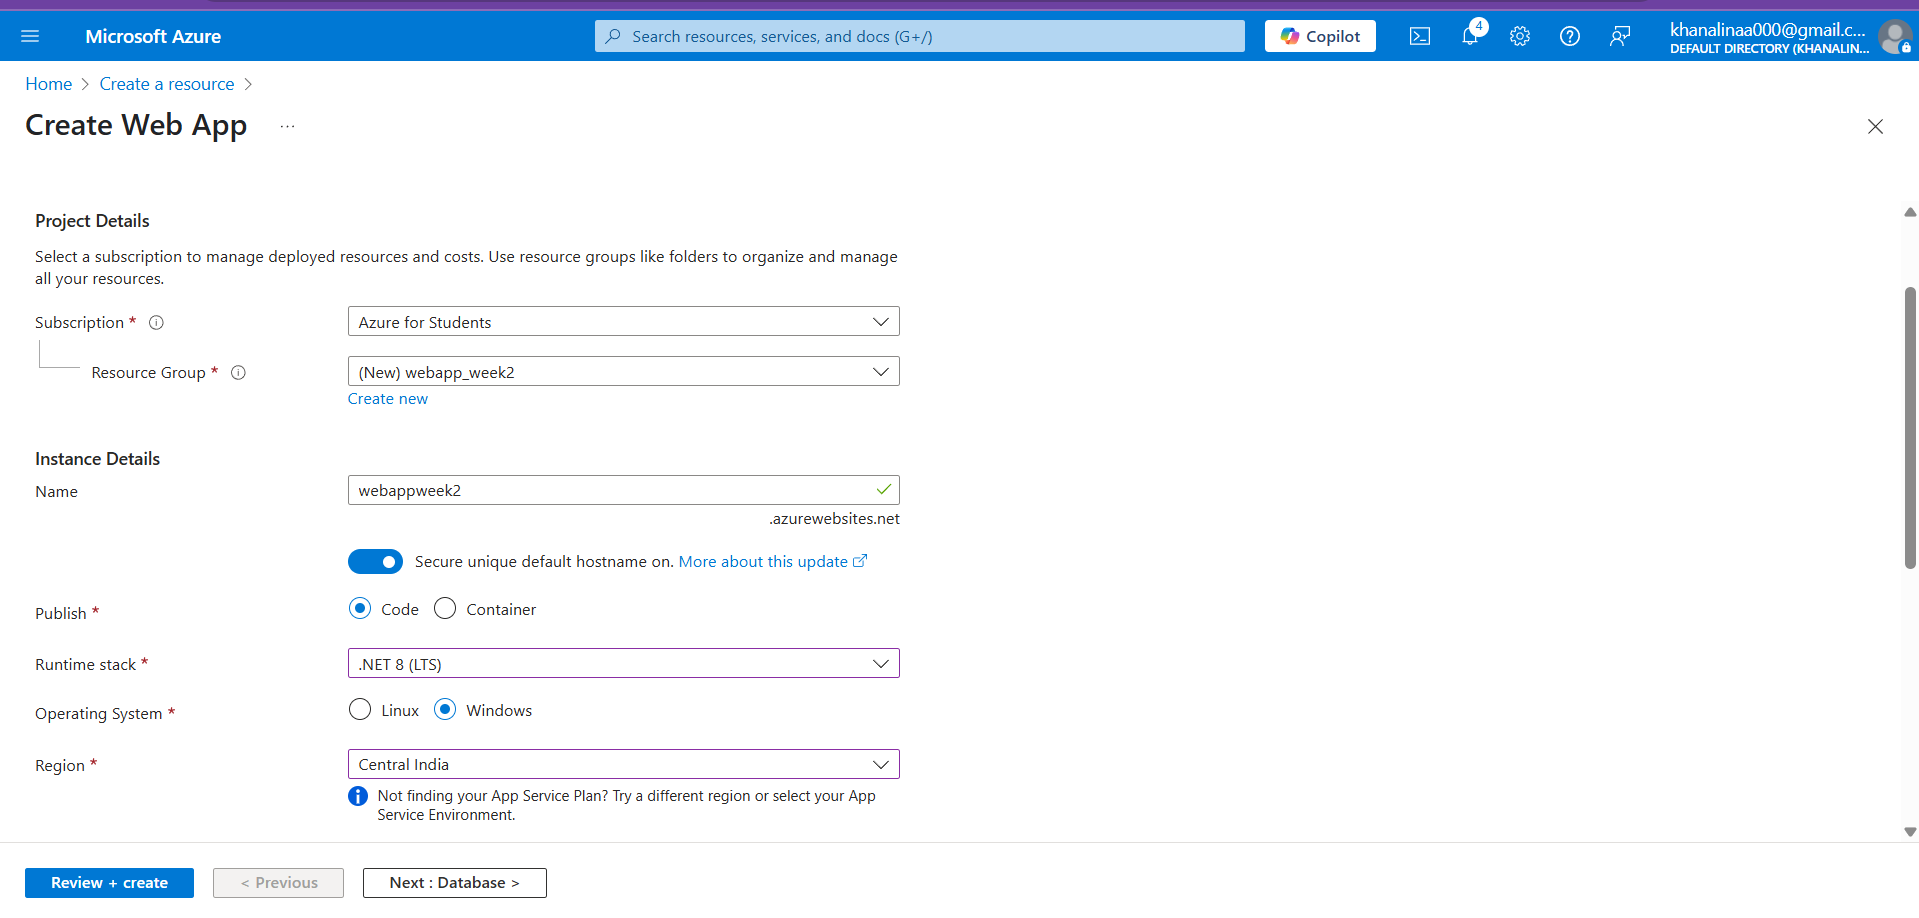 Microsoft Azure
Search resources, services, and docs (G+/)
Copilot
4
khanalinaa000@gmail.c...
DEFAULT DIRECTORY (KHANALIN...
Home > Create a resource >
Create Web App ...
Project Details
Select a subscription to manage deployed resources and costs. Use resource groups like folders to organize and manage
all your resources.
Subscription * Azure for Students
Resource Group * (New) webapp_week2
Create new
Instance Details
Name webappweek2
.azurewebsites.net
Secure unique default hostname on. More about this update
Publish * Code Container
Runtime stack * .NET 8 (LTS)
Operating System * Linux Windows
Region * Central India
Not finding your App Service Plan? Try a different region or select your App
Service Environment.
Review + create < Previous Next : Database >